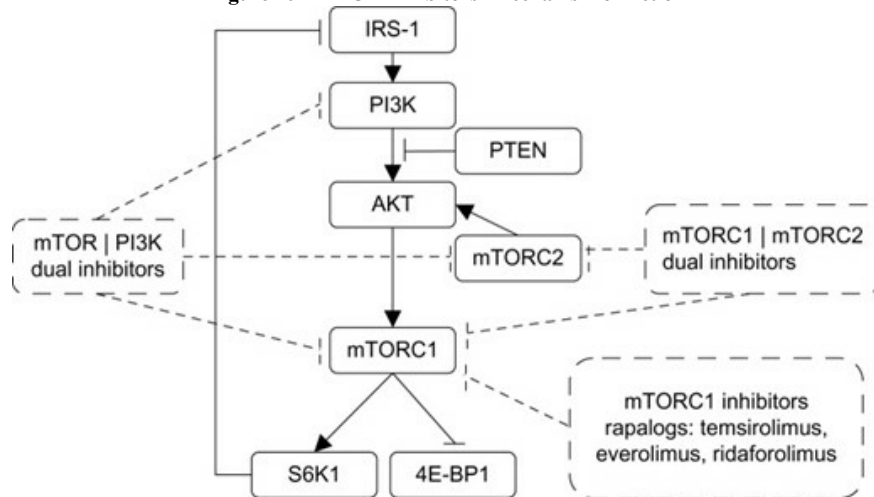 IRS-1
PI3K
PTEN
AKT
mTOR | PI3K
dual inhibitors
mTORC2
mTORC1 | mTORC2
dual inhibitors
mTORC1
mTORC1 inhibitors
rapalogs: temsirolimus,
everolimus, ridaforolimus
S6K1
4E-BP1